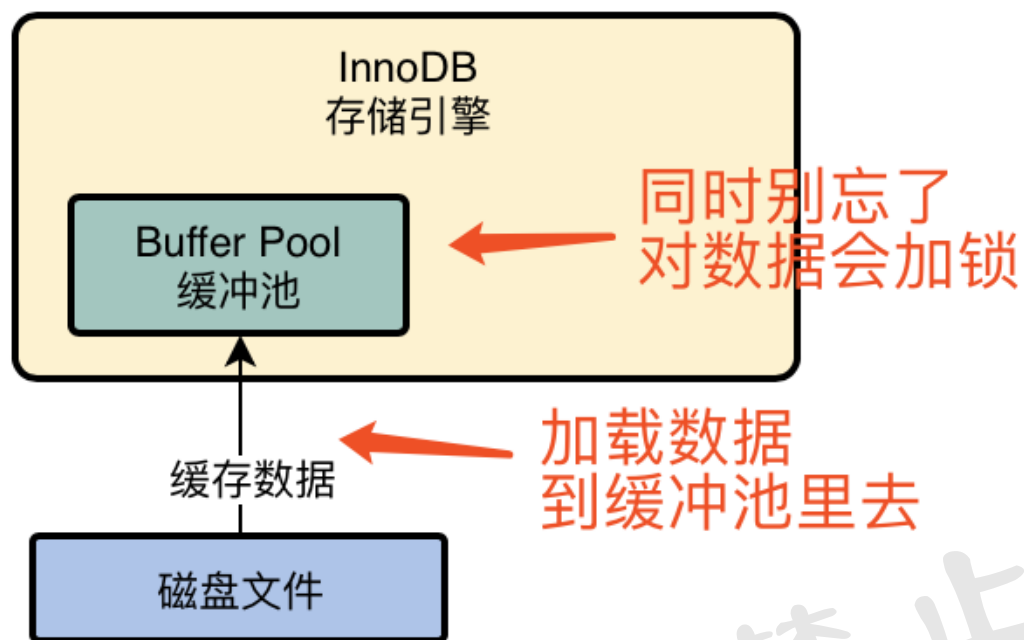 InnoDB
存储引擎
同时别忘了
对数据会加锁
Buffer Pool
缓冲池
加载数据
到缓冲池里去
缓存数据
磁盘文件
禁止